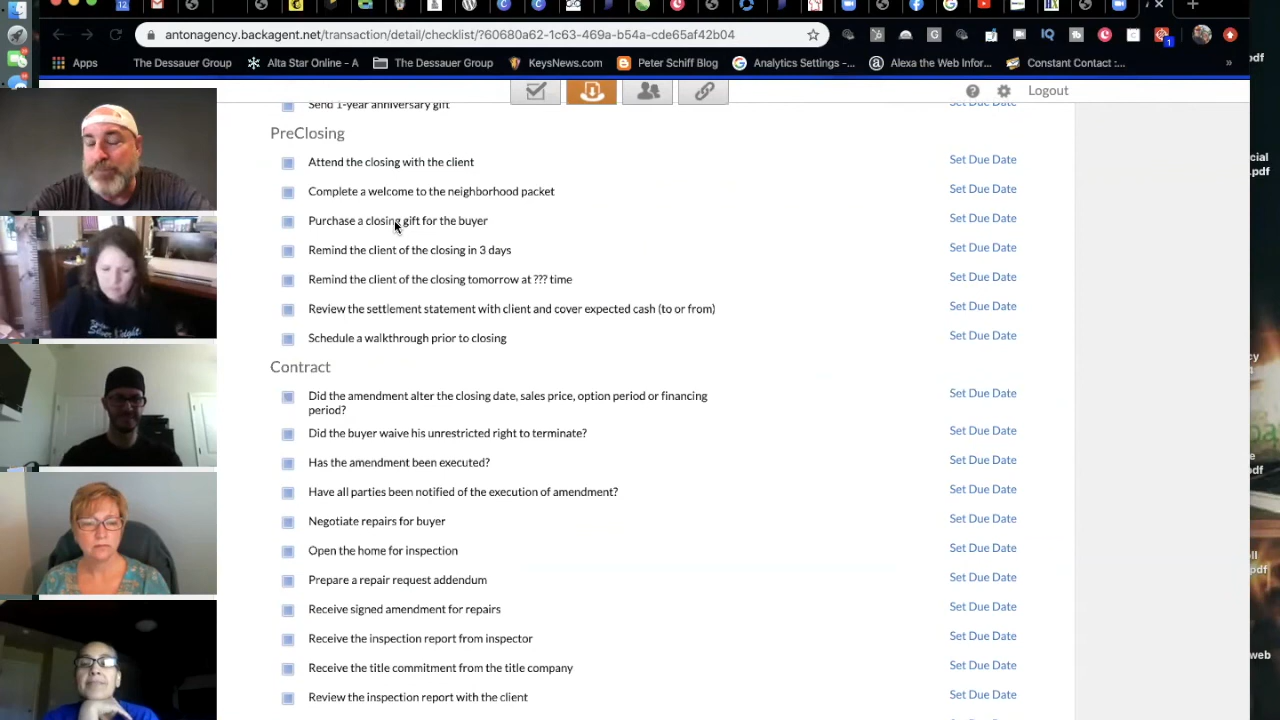 antonagency.backagent.net/transaction/detail/checklist/?60680a62-1c63-469a-b54a-cde65af42b04
Apps
The Dessauer Group
Alta Star Online - A
The Dessauer Group
KeysNews.com
Peter Schiff Blog
Analytics Settings -...
Alexa the Word of...
Constant Contact :...
»
Logout
Send 1-year anniversary gift
Set Due Date
PreClosing
Attend the closing with the client
Set Due Date
Complete a welcome to the neighborhood packet
Set Due Date
Purchase a closing gift for the buyer
Set Due Date
Remind the client of the closing in 3 days
Set Due Date
Remind the client of the closing tomorrow at ??? time
Set Due Date
Review the settlement statement with client and cover expected cash (to or from)
Set Due Date
Schedule a walkthrough prior to closing
Set Due Date
Contract
Did the amendment alter the closing date, sales price, option period or financing
period?
Set Due Date
Did the buyer waive his unrestricted right to terminate?
Set Due Date
Has the amendment been executed?
Set Due Date
Have all parties been notified of the execution of amendment?
Set Due Date
Negotiate repairs for buyer
Set Due Date
Open the home for inspection
Set Due Date
Prepare a repair request addendum
Set Due Date
Receive signed amendment for repairs
Set Due Date
Receive the inspection report from inspector
Set Due Date
Receive the title commitment from the title company
Set Due Date
Review the inspection report with the client
Set Due Date